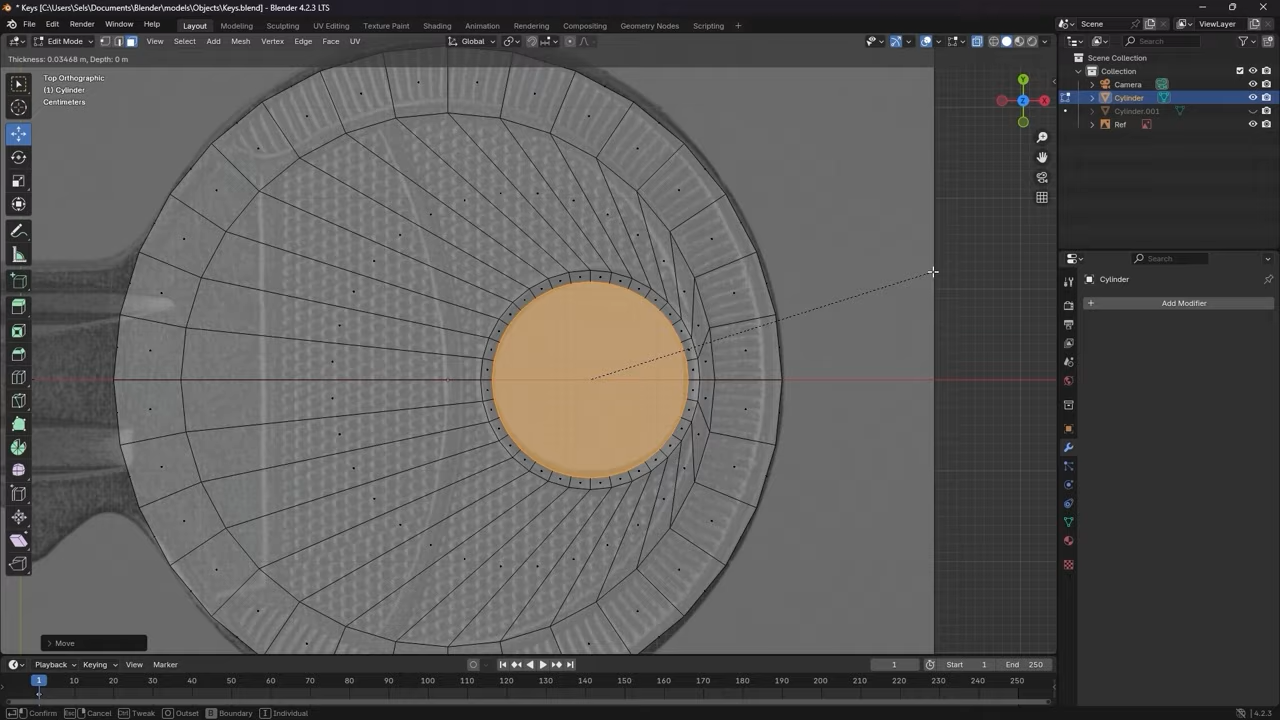 * Keys [C:\Users\Sels\Documents\Blender\models\Objects\Keys.blend] - Blender 4.2.3 LTS
File Edit Render Window Help Layout Modeling Sculpting UV Editing Texture Paint Shading Animation Rendering Compositing Geometry Nodes Scripting + Scene ViewLayer
Edit Mode View Select Add Mesh Vertex Edge Face UV Global Search
Thickness: 0.03468 m, Depth: 0 m
Scene Collection
Collection
Top Orthographic
(1) Cylinder
Centimeters
Camera
Cylinder
Cylinder.001
Ref
Y
Z
X
Search
Cylinder
+ Add Modifier
> Move
Playback Keying View Marker 1 Start 1 End 250
1 10 20 30 40 50 60 70 80 90 100 110 120 130 140 150 160 170 180 190 200 210 220 230 240 250
Confirm Esc Cancel Ctrl Tweak O Outset B Boundary I Individual 4.2.3